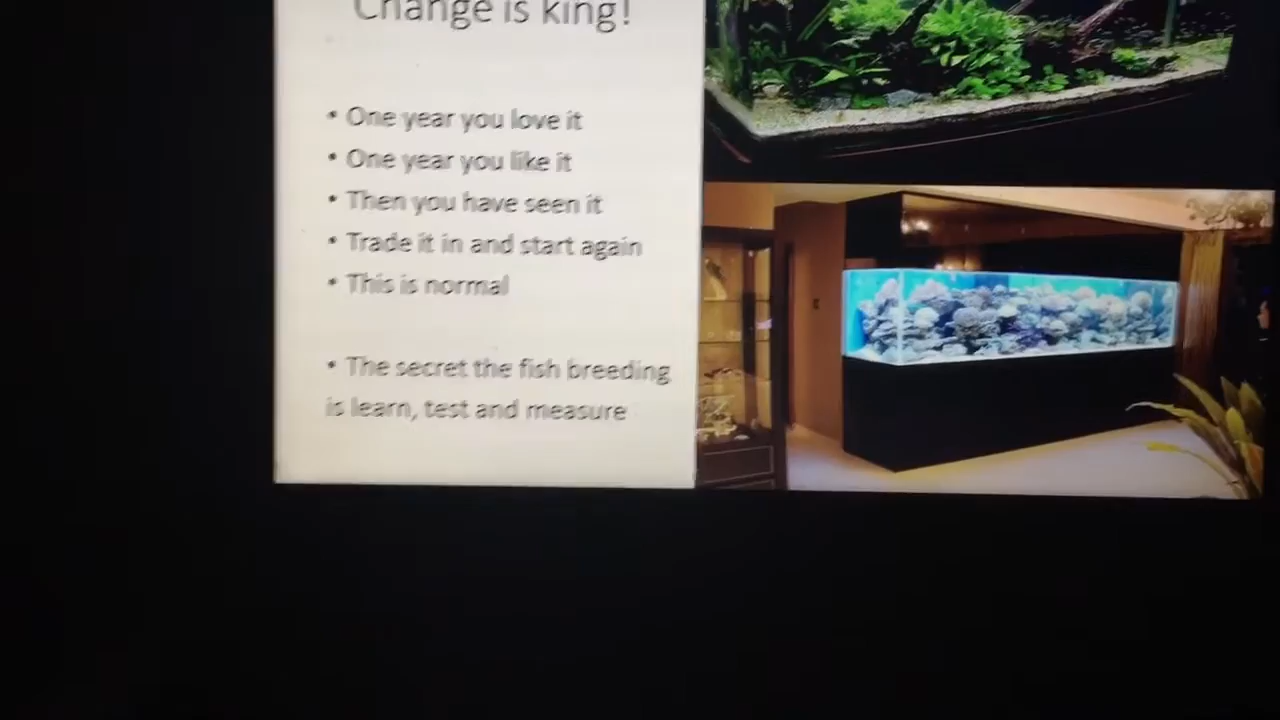 Change is king!
• One year you love it
• One year you like it
• Then you have seen it
• Trade it in and start again
• This is normal
• The secret the fish breeding
is learn, test and measure